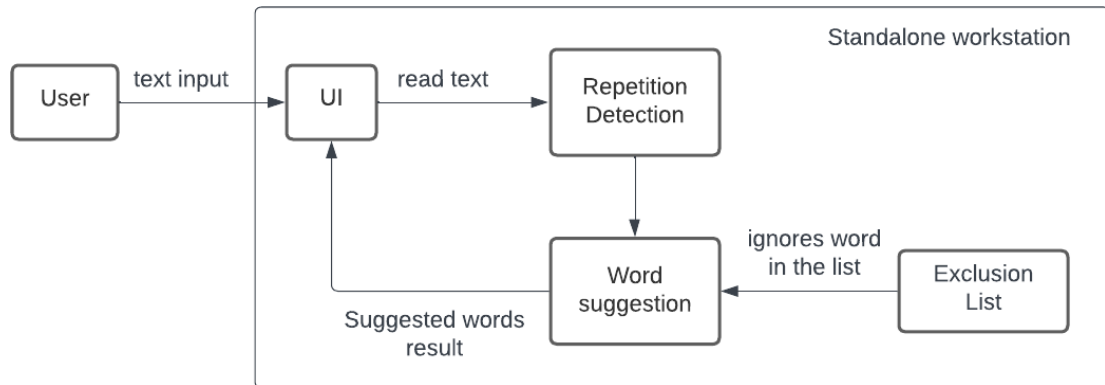 Standalone workstation
User
text input
UI
read text
Repetition
Detection
ignores word
in the list
Word
suggestion
Exclusion
List
Suggested words
result